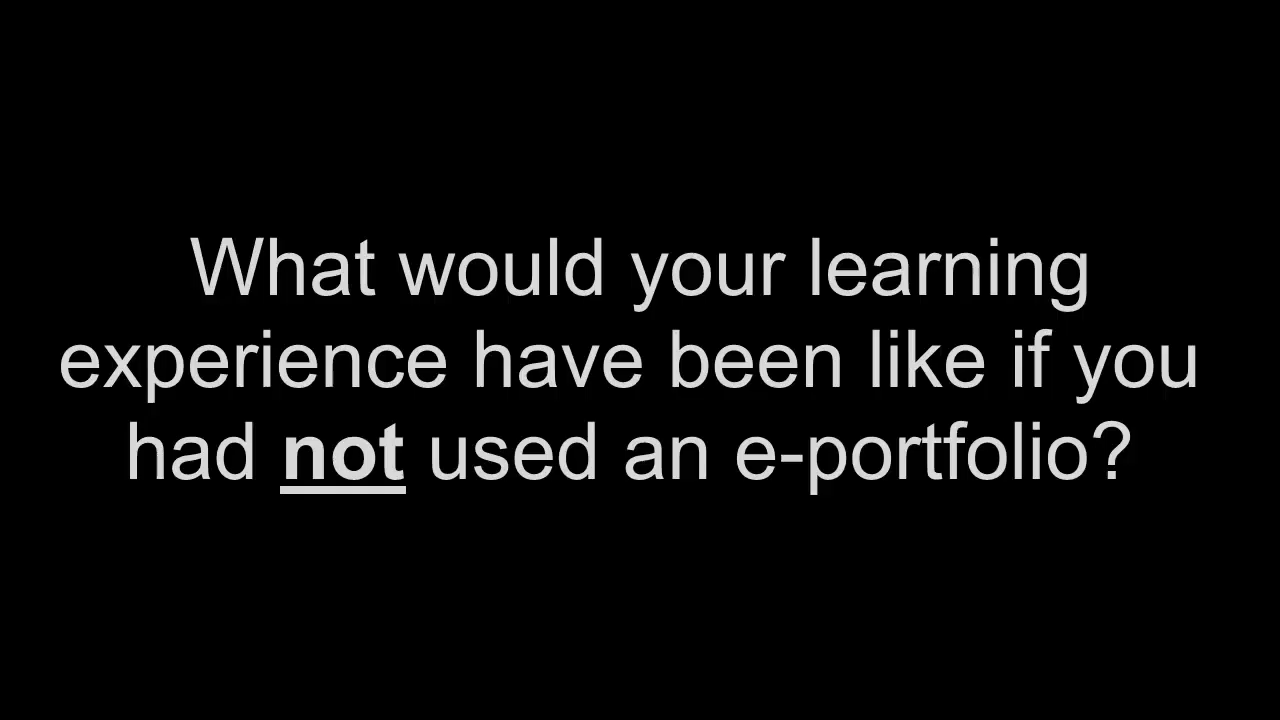 What would your learning
experience have been like if you
had not used an e-portfolio?